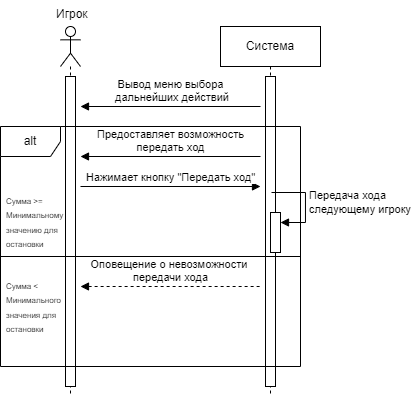 Игрок
Система
Вывод меню выбора
дальнейших действий
alt
Предоставляет возможность
передать ход
Нажимает кнопку "Передать ход"
Передача хода
следующему игроку
Сумма >=
Минимальному
значению для
остановки
Оповещение о невозможности
передачи хода
Сумма <
Минимального
значения для
остановки